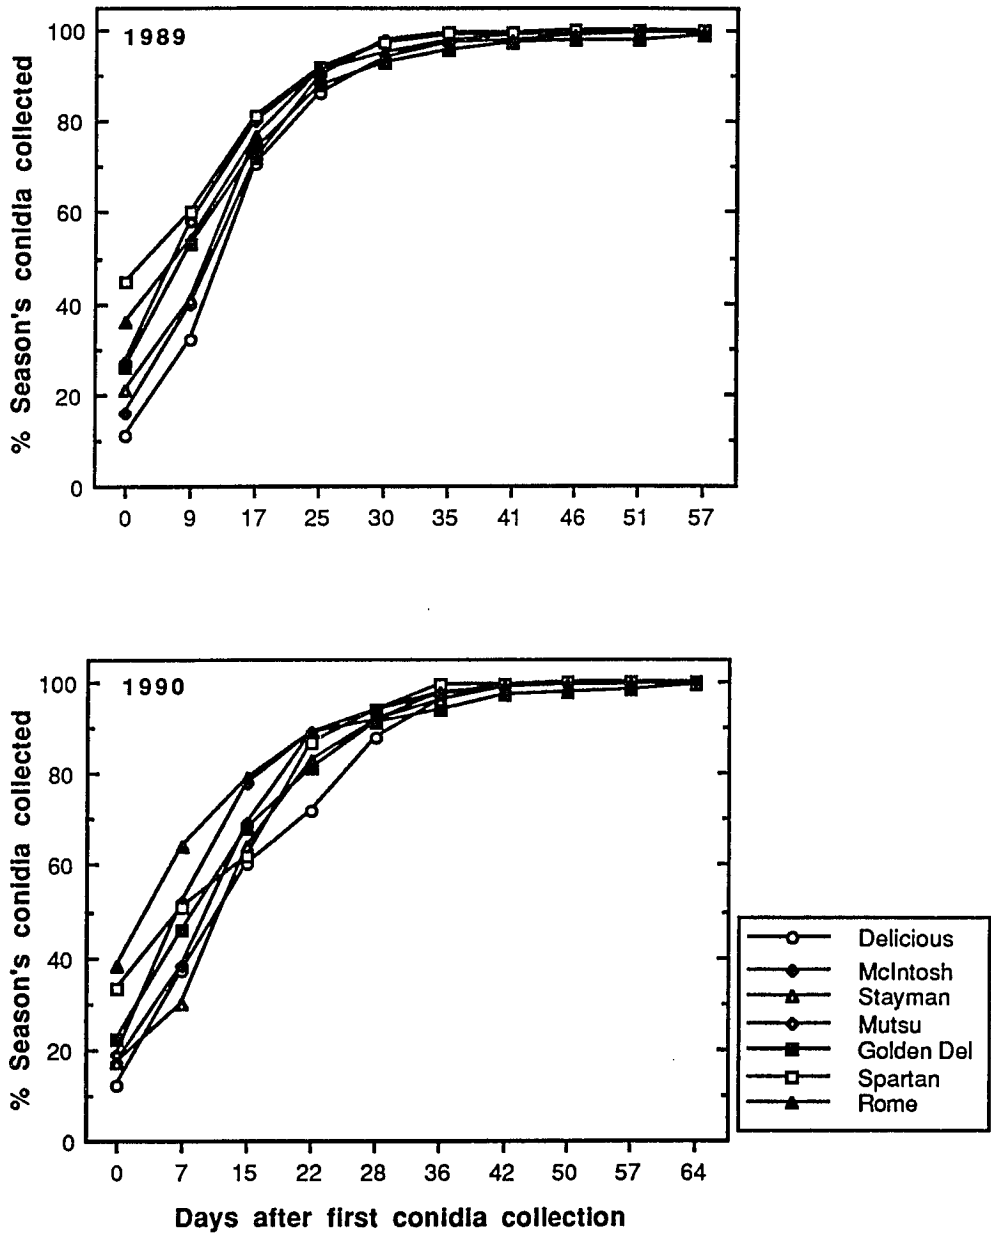 1989
% Season's conidia collected
100
80
60
40
20
0
0 9 17 25 30 35 41 46 51 57
1990
% Season's conidia collected
100
80
60
40
20
0
0 7 15 22 28 36 42 50 57 64
Days after first conidia collection
Delicious
McIntosh
Stayman
Mutsu
Golden Del
Spartan
Rome